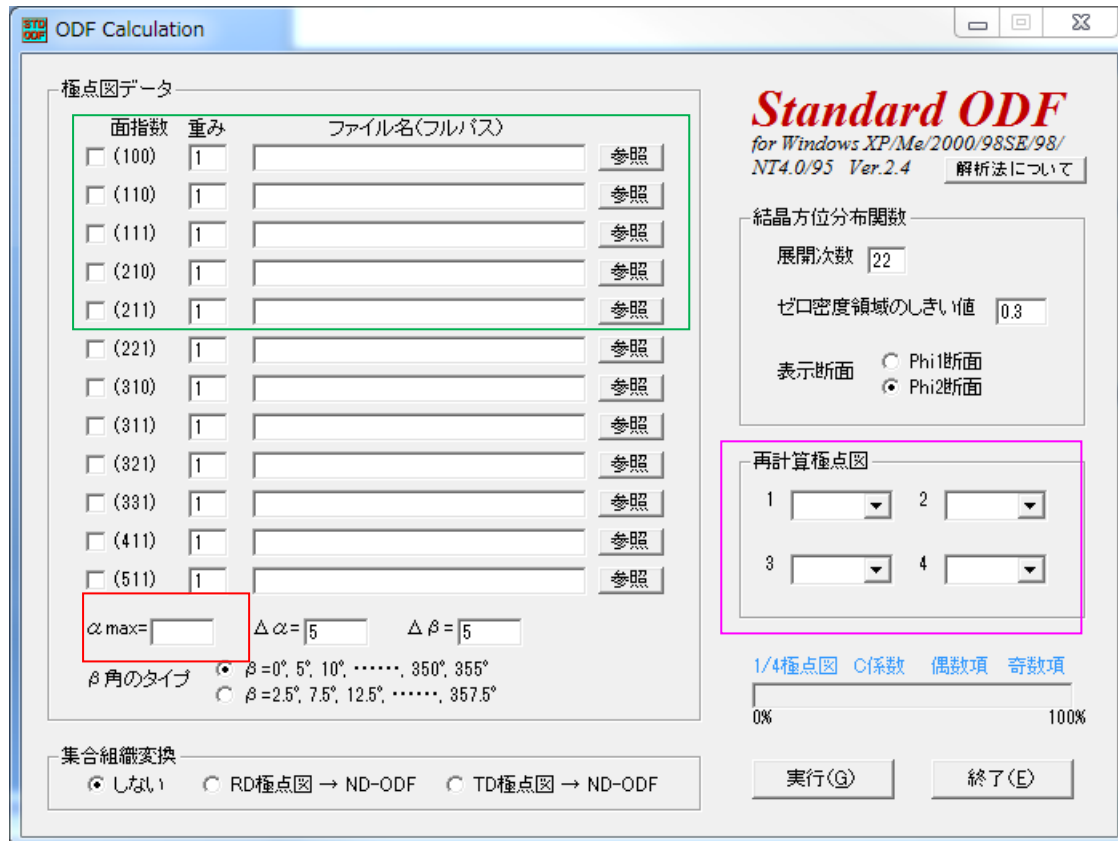 ODF Calculation
極点図データ
面指数 重み ファイル名(フルパス)
(100) 1 参照
(110) 1 参照
(111) 1 参照
(210) 1 参照
(211) 1 参照
(221) 1 参照
(310) 1 参照
(311) 1 参照
(321) 1 参照
(331) 1 参照
(411) 1 参照
(511) 1 参照
α max= Δα= 5 Δβ= 5
β角のタイプ β=0°, 5°, 10°, ······, 350°, 355°
β=2.5°, 7.5°, 12.5°, ······, 357.5°
集合組織変換
しない RD極点図 → ND-ODF TD極点図 → ND-ODF
Standard ODF
for Windows XP/Me/2000/98SE/98/
NT4.0/95 Ver.2.4 解析法について
結晶方位分布関数
展開次数 22
ゼロ密度領域のしきい値 0.3
表示断面 Phi1断面
Phi2断面
再計算極点図
1 2
3 4
1/4極点図 C係数 偶数項 奇数項
0% 100%
実行(G) 終了(E)